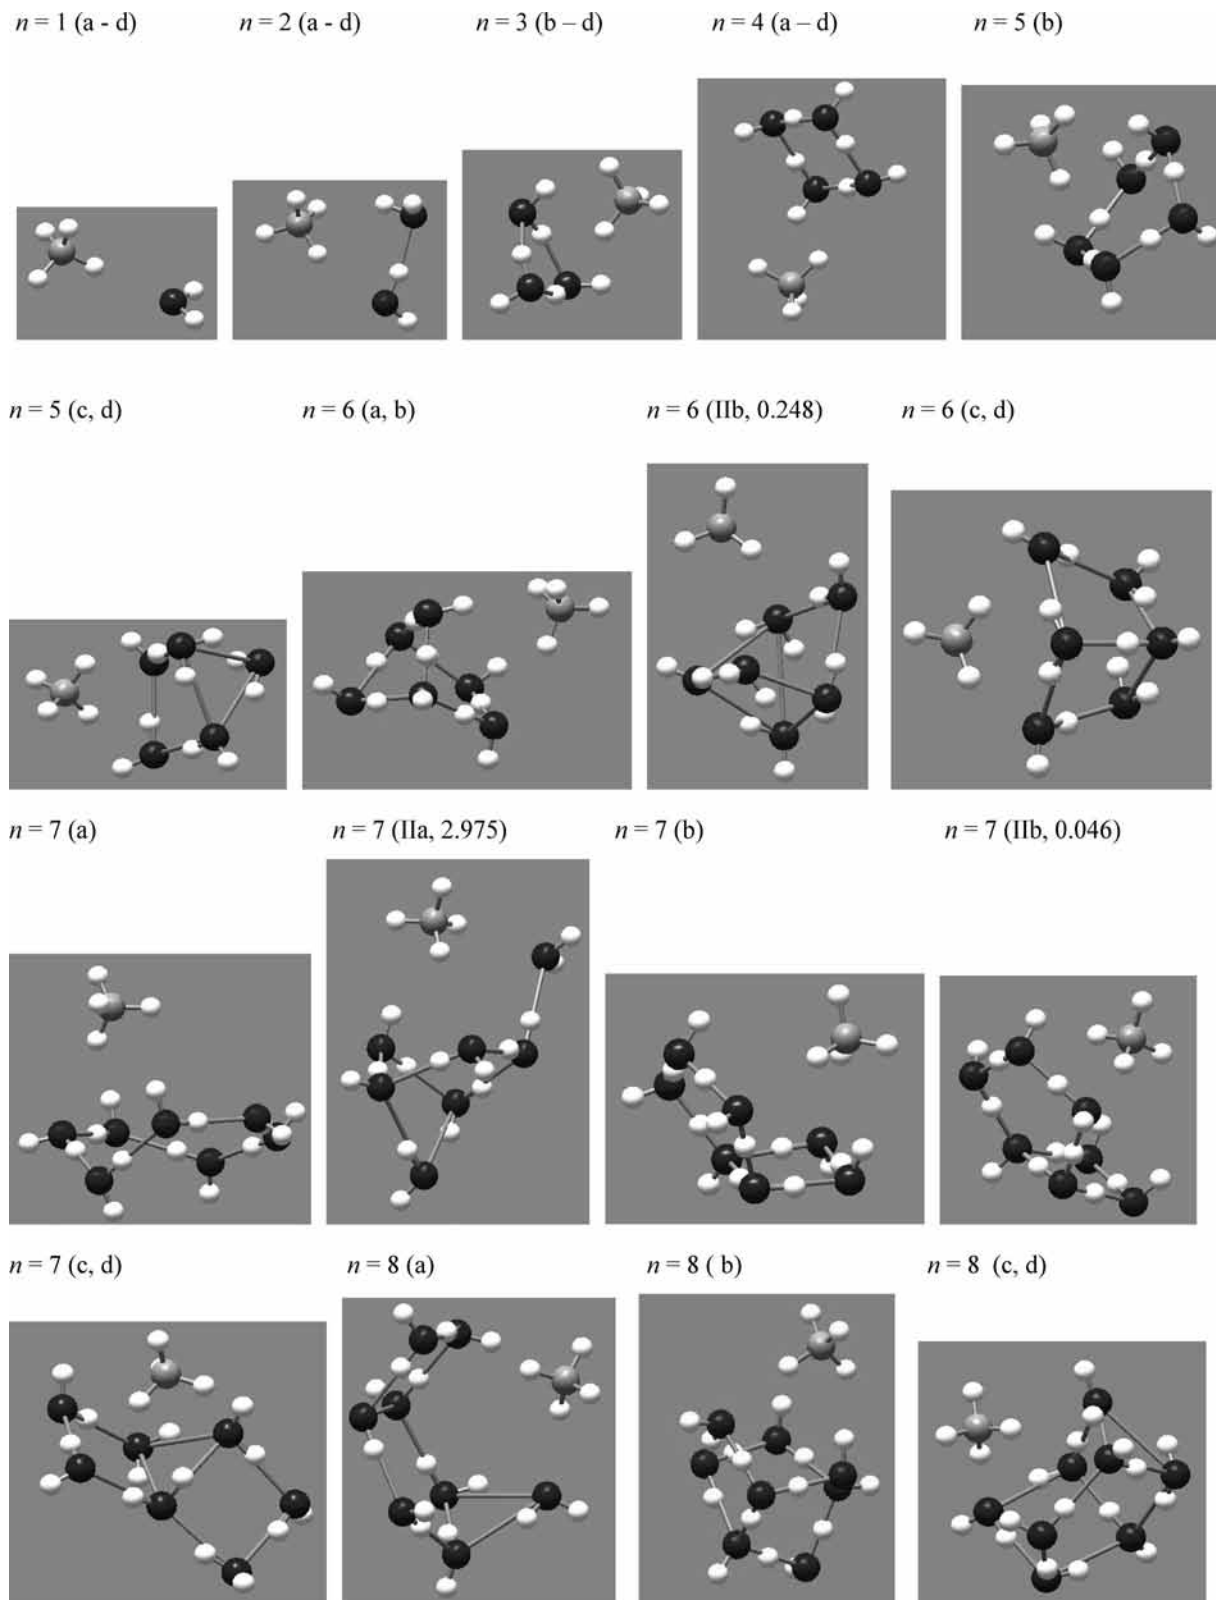 n = 1 (a - d)
n = 2 (a - d)
n = 3 (b – d)
n = 4 (a – d)
n = 5 (b)
n = 5 (c, d)
n = 6 (a, b)
n = 6 (IIb, 0.248)
n = 6 (c, d)
n = 7 (a)
n = 7 (IIa, 2.975)
n = 7 (b)
n = 7 (IIb, 0.046)
n = 7 (c, d)
n = 8 (a)
n = 8 ( b)
n = 8 (c, d)